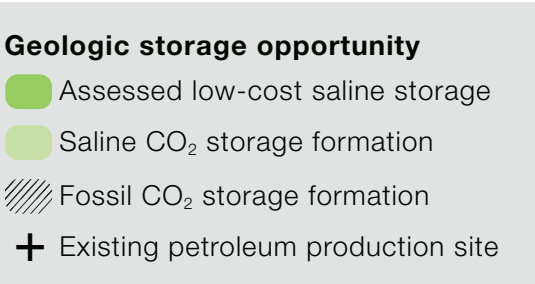 Geologic storage opportunity
Assessed low-cost saline storage
Saline CO₂ storage formation
Fossil CO₂ storage formation
Existing petroleum production site